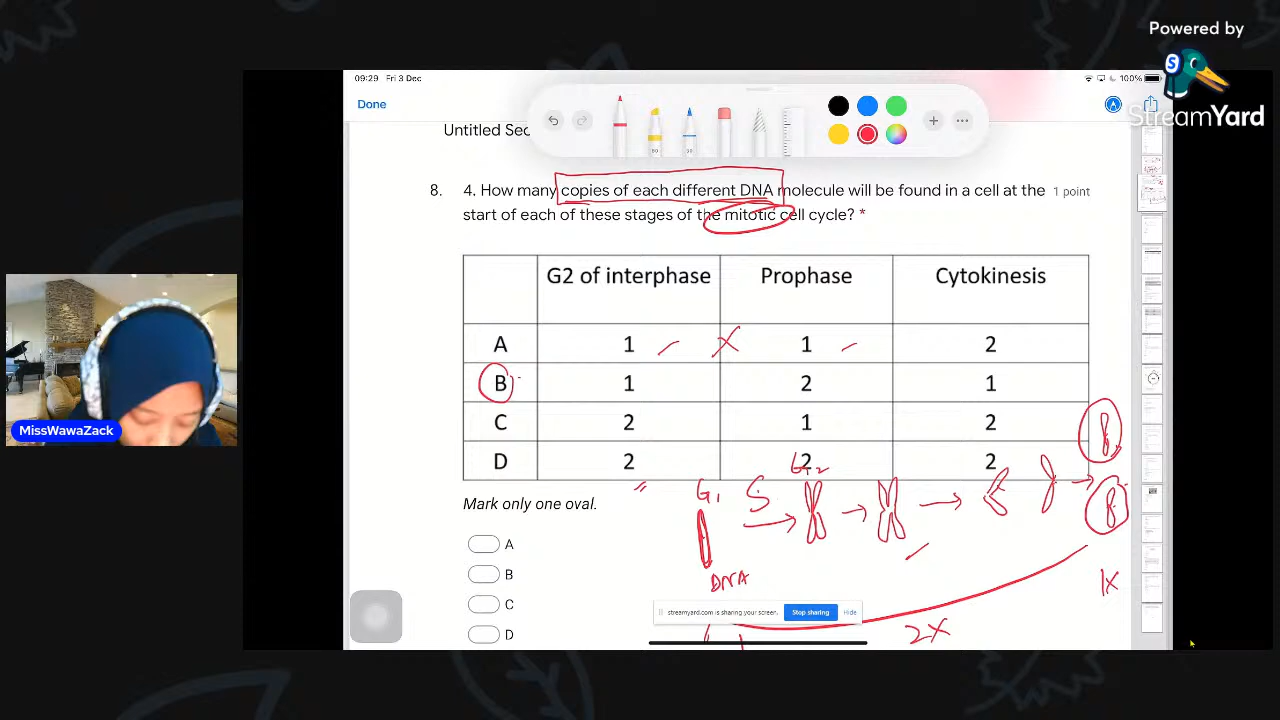 Powered by
StreamYard
09:29 Fri 3 Dec
100%
Done
Untitled Sec
8. 4. How many copies of each different DNA molecule will be found in a cell at the 1 point
start of each of these stages of the mitotic cell cycle? *
G2 of interphase Prophase Cytokinesis
A 1 1 2
B 1 2 1
C 2 1 2
D 2 2 2
G2
G1 S
Mark only one oval.
A
DNA
B
1X
C
streamyard.com is sharing your screen. Stop sharing Hide
D
2X
MissWawaZack